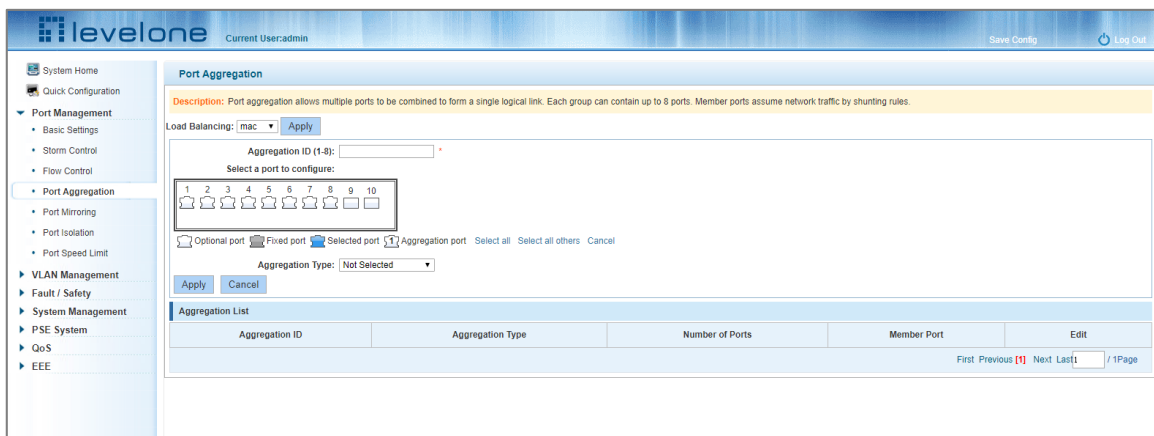 levelone Current User:admin Save Config Log Out
System Home
Quick Configuration
Port Management
Basic Settings
Storm Control
Flow Control
Port Aggregation
Port Mirroring
Port Isolation
Port Speed Limit
VLAN Management
Fault / Safety
System Management
PSE System
QoS
EEE
Port Aggregation
Description: Port aggregation allows multiple ports to be combined to form a single logical link. Each group can contain up to 8 ports. Member ports assume network traffic by shunting rules.
Load Balancing: mac Apply
Aggregation ID (1-8): *
Select a port to configure:
1 2 3 4 5 6 7 8 9 10
Optional port Fixed port Selected port 1 Aggregation port Select all Select all others Cancel
Aggregation Type: Not Selected
Apply Cancel
Aggregation List
Aggregation ID Aggregation Type Number of Ports Member Port Edit
First Previous [1] Next Last 1 / 1Page